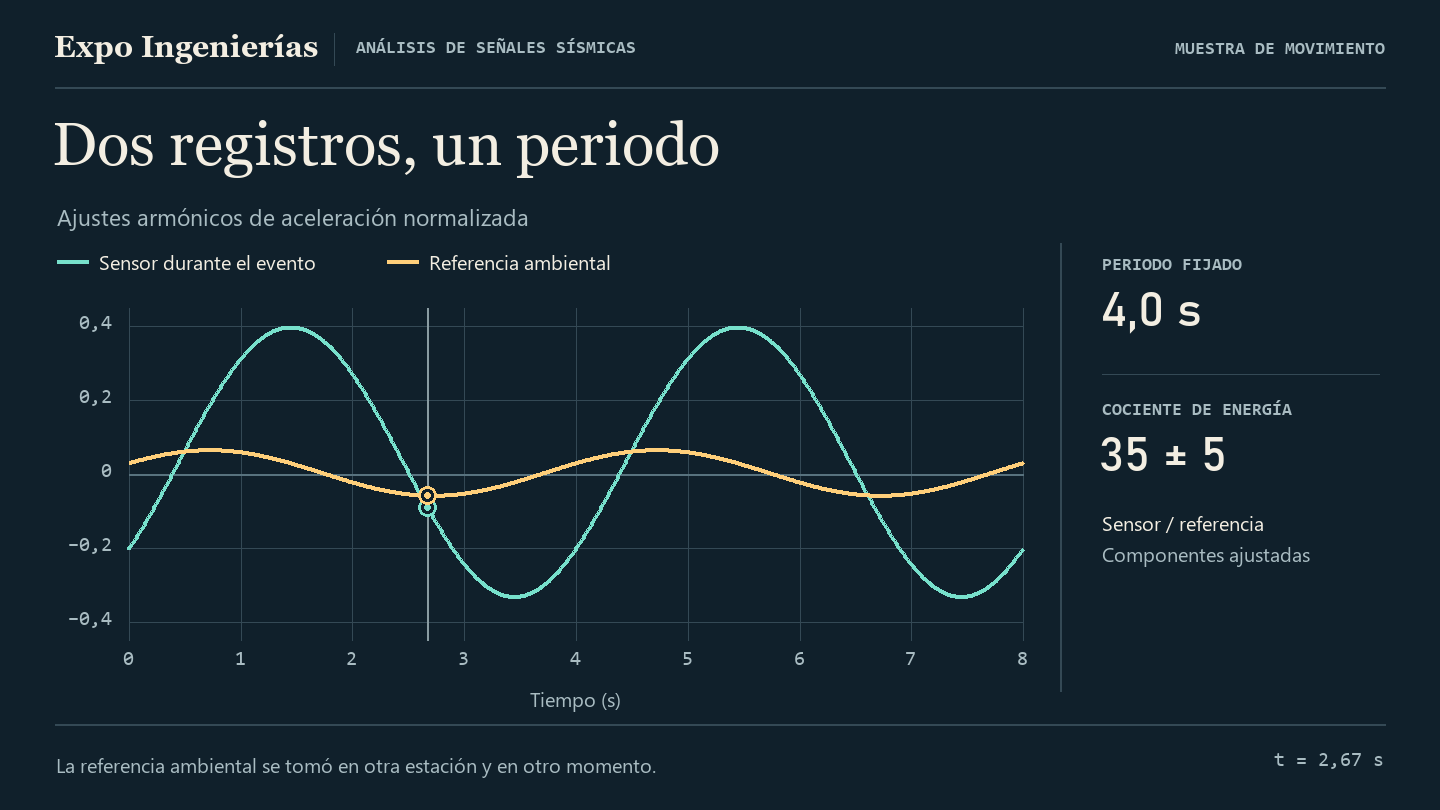 Expo Ingenierías
ANÁLISIS DE SEÑALES SÍSMICAS
MUESTRA DE MOVIMIENTO
Dos registros, un periodo
Ajustes armónicos de aceleración normalizada
Sensor durante el evento
Referencia ambiental
0,4
0,2
0
−0,2
−0,4
0 1 2 3 4 5 6 7 8
Tiempo (s)
PERIODO FIJADO
4,0 s
COCIENTE DE ENERGÍA
35 ± 5
Sensor / referencia
Componentes ajustadas
La referencia ambiental se tomó en otra estación y en otro momento.
t = 2,67 s